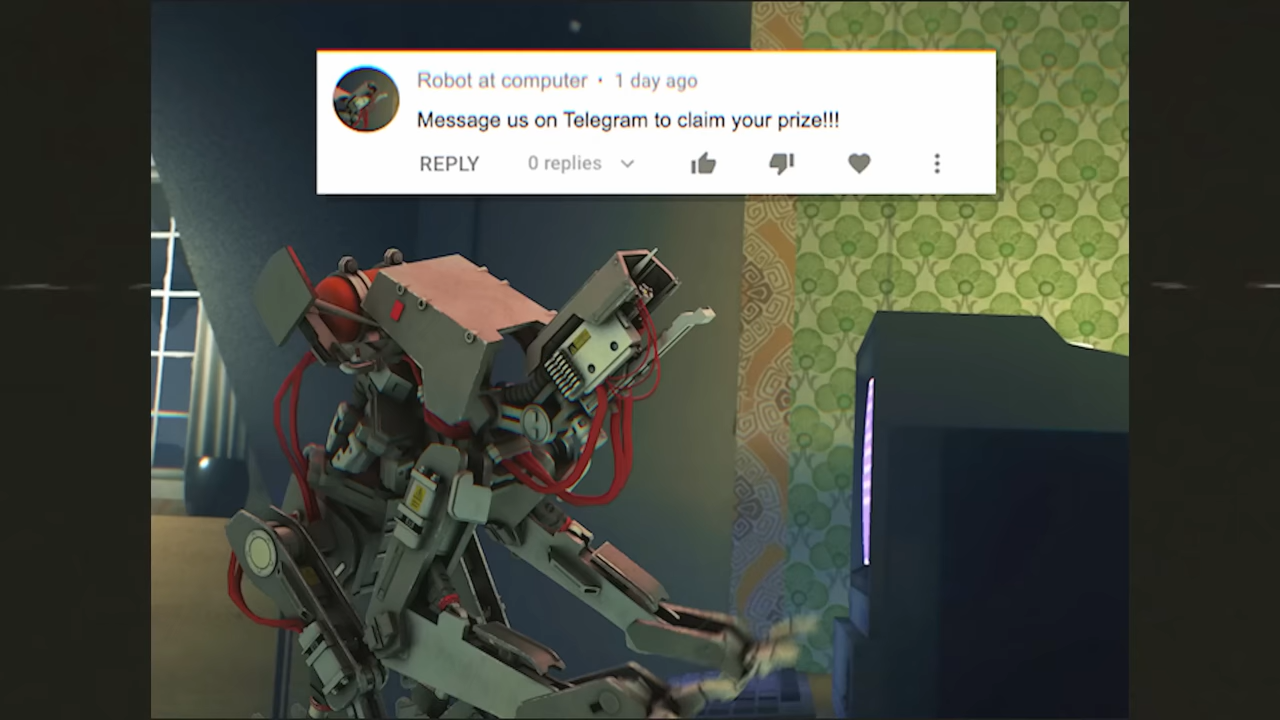 Robot at computer · 1 day ago
Message us on Telegram to claim your prize!!!
REPLY 0 replies